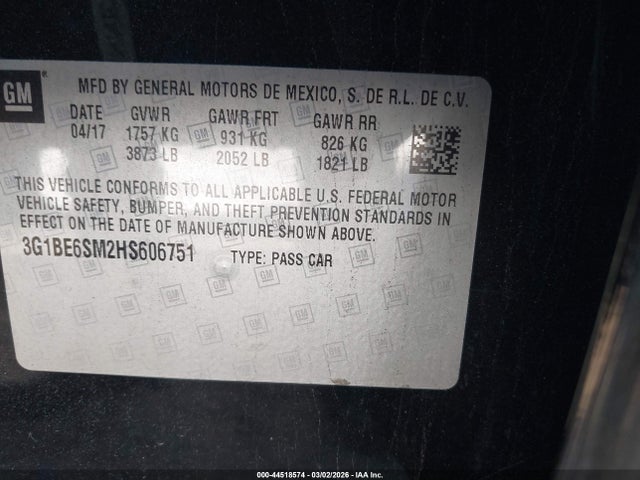 GM
MFD BY GENERAL MOTORS DE MEXICO, S. DE R.L. DE C.V.
DATE GVWR GAWR FRT GAWR RR
04/17 1757 KG 931 KG 826 KG
3873 LB 2052 LB 1821 LB
THIS VEHICLE CONFORMS TO ALL APPLICABLE U.S. FEDERAL MOTOR
VEHICLE SAFETY, BUMPER, AND THEFT PREVENTION STANDARDS IN
EFFECT ON THE DATE OF MANUFACTURE SHOWN ABOVE.
3G1BE6SM2HS606751 TYPE: PASS CAR
000-44518574 | 03/02/2026 | IAA Inc.